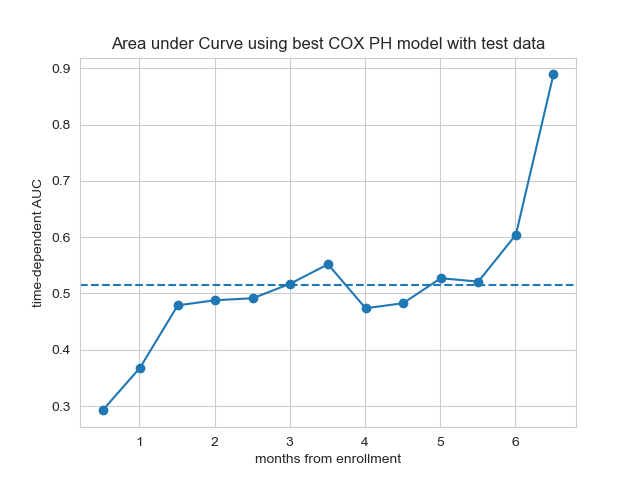 Area under Curve using best COX PH model with test data
time-dependent AUC
0.9
0.8
0.7
0.6
0.5
0.4
0.3
1 2 3 4 5 6
months from enrollment